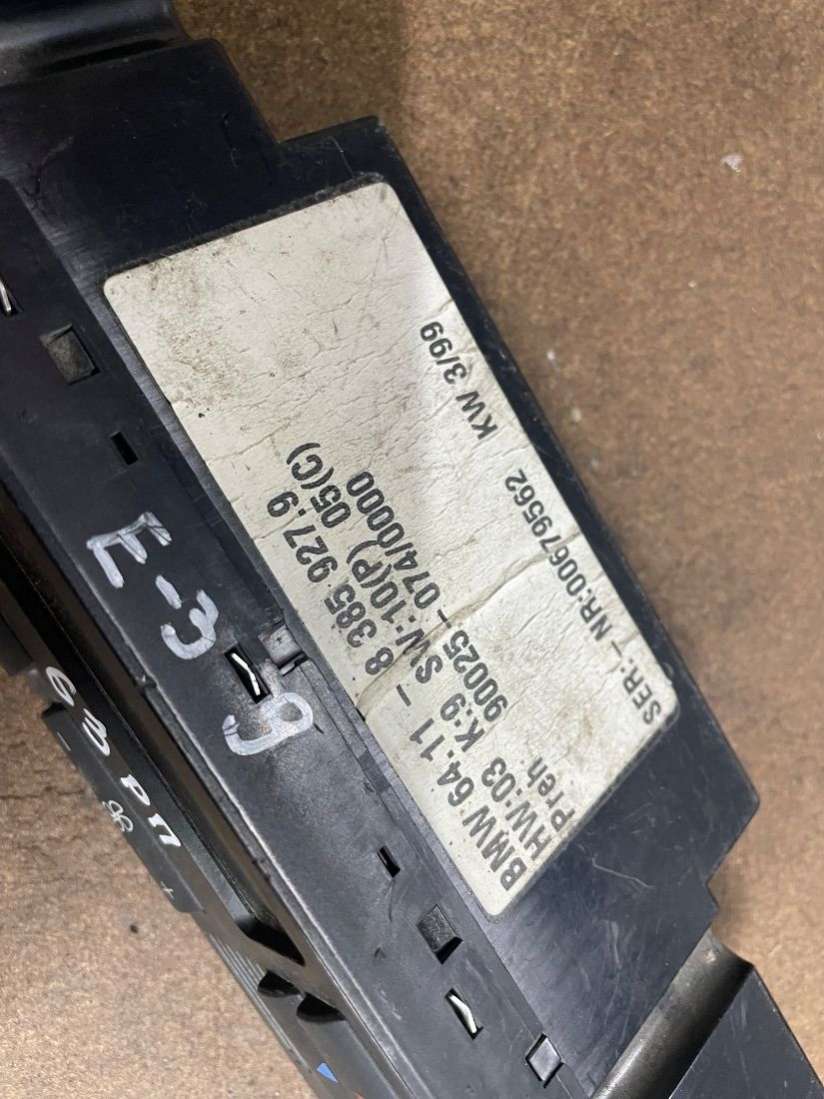 BMW 64.11 – 8 385 927.9
HW:03 K:9 SW:10(P) 05(C)
Preh 90025–074/0000
SER:– NR:00679562 KW 3/99
E-39